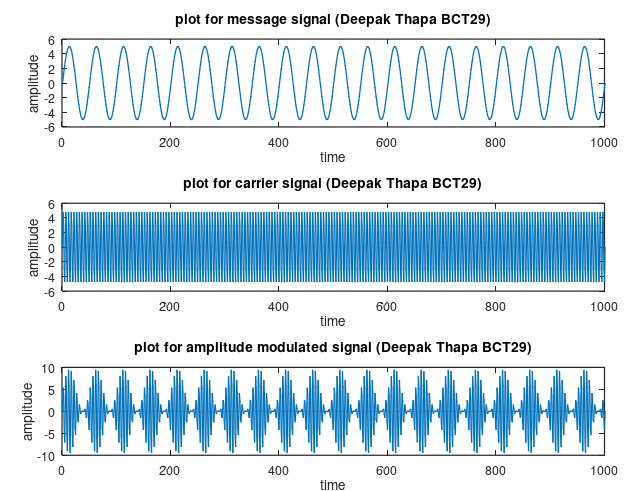 plot for message signal (Deepak Thapa BCT29)
6
4
2
0
-2
-4
-6
amplitude
0 200 400 600 800 1000
time
plot for carrier signal (Deepak Thapa BCT29)
6
4
2
0
-2
-4
-6
amplitude
0 200 400 600 800 1000
time
plot for amplitude modulated signal (Deepak Thapa BCT29)
10
5
0
-5
-10
amplitude
0 200 400 600 800 1000
time